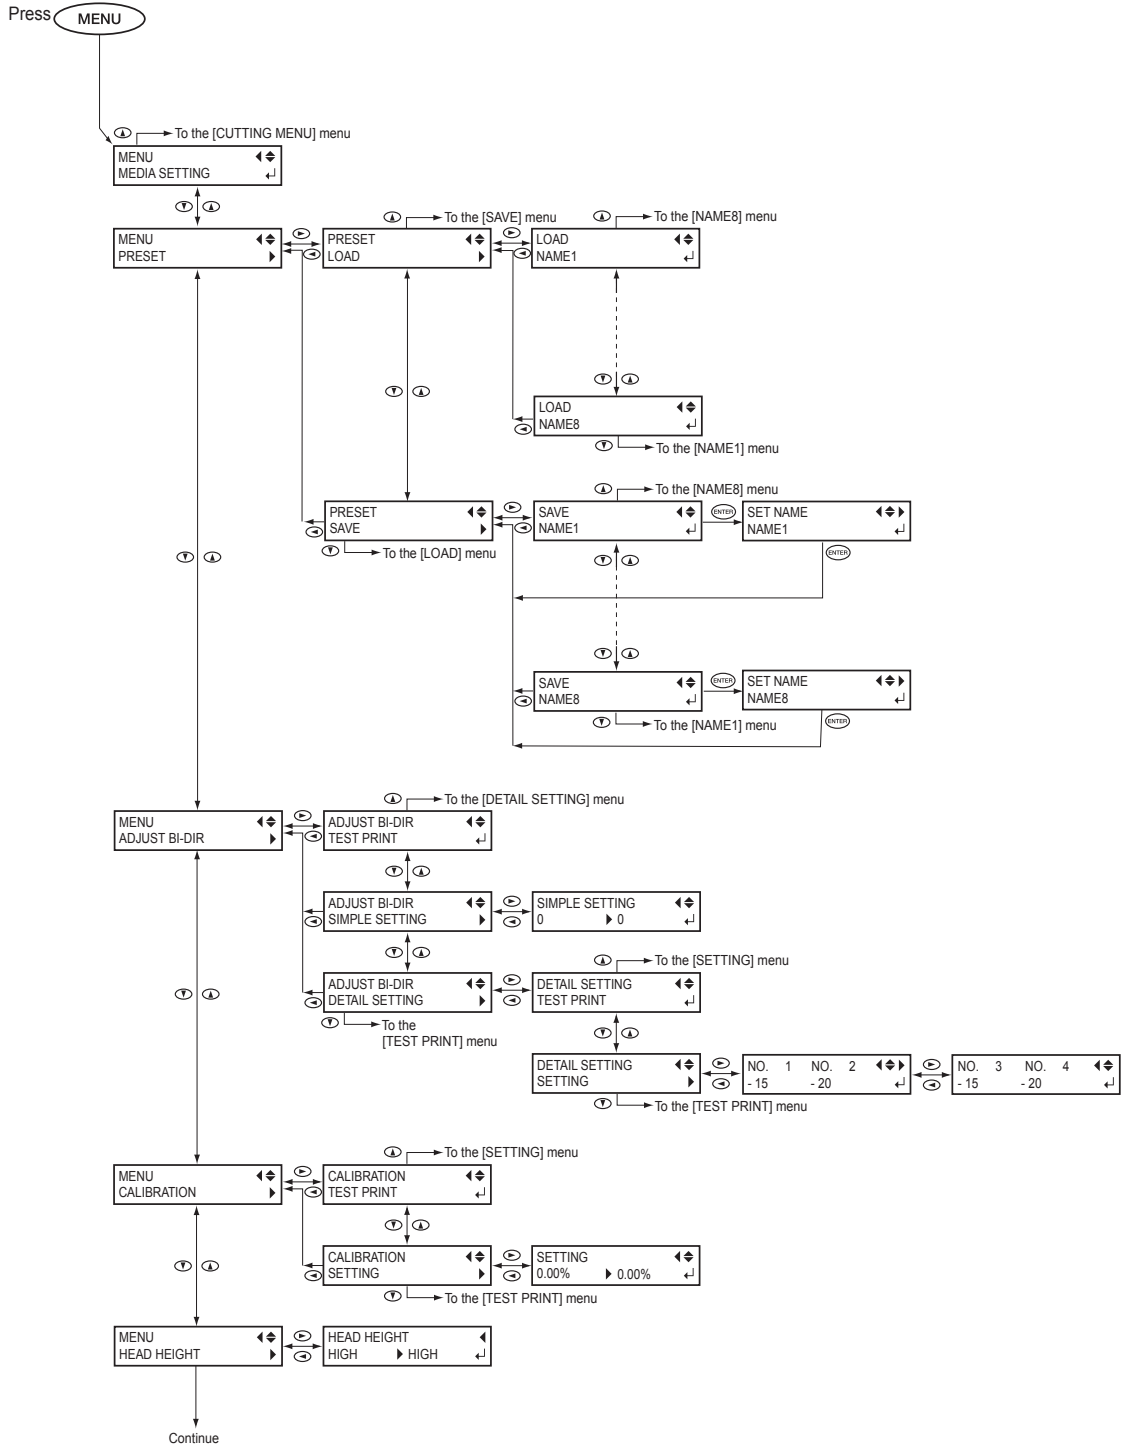 Press MENU
To the [CUTTING MENU] menu
MENU
MEDIA SETTING
To the [SAVE] menu
To the [NAME8] menu
MENU
PRESET
PRESET
LOAD
LOAD
NAME1
LOAD
NAME8
To the [NAME1] menu
To the [NAME8] menu
PRESET
SAVE
SAVE
NAME1
ENTER
SET NAME
NAME1
To the [LOAD] menu
ENTER
SAVE
NAME8
ENTER
SET NAME
NAME8
To the [NAME1] menu
ENTER
To the [DETAIL SETTING] menu
MENU
ADJUST BI-DIR
ADJUST BI-DIR
TEST PRINT
ADJUST BI-DIR
SIMPLE SETTING
SIMPLE SETTING
0 0
To the [SETTING] menu
ADJUST BI-DIR
DETAIL SETTING
DETAIL SETTING
TEST PRINT
To the
[TEST PRINT] menu
DETAIL SETTING
SETTING
NO. 1 NO. 2
- 15 - 20
NO. 3 NO. 4
- 15 - 20
To the [TEST PRINT] menu
To the [SETTING] menu
MENU
CALIBRATION
CALIBRATION
TEST PRINT
CALIBRATION
SETTING
SETTING
0.00% 0.00%
To the [TEST PRINT] menu
MENU
HEAD HEIGHT
HEAD HEIGHT
HIGH HIGH
Continue